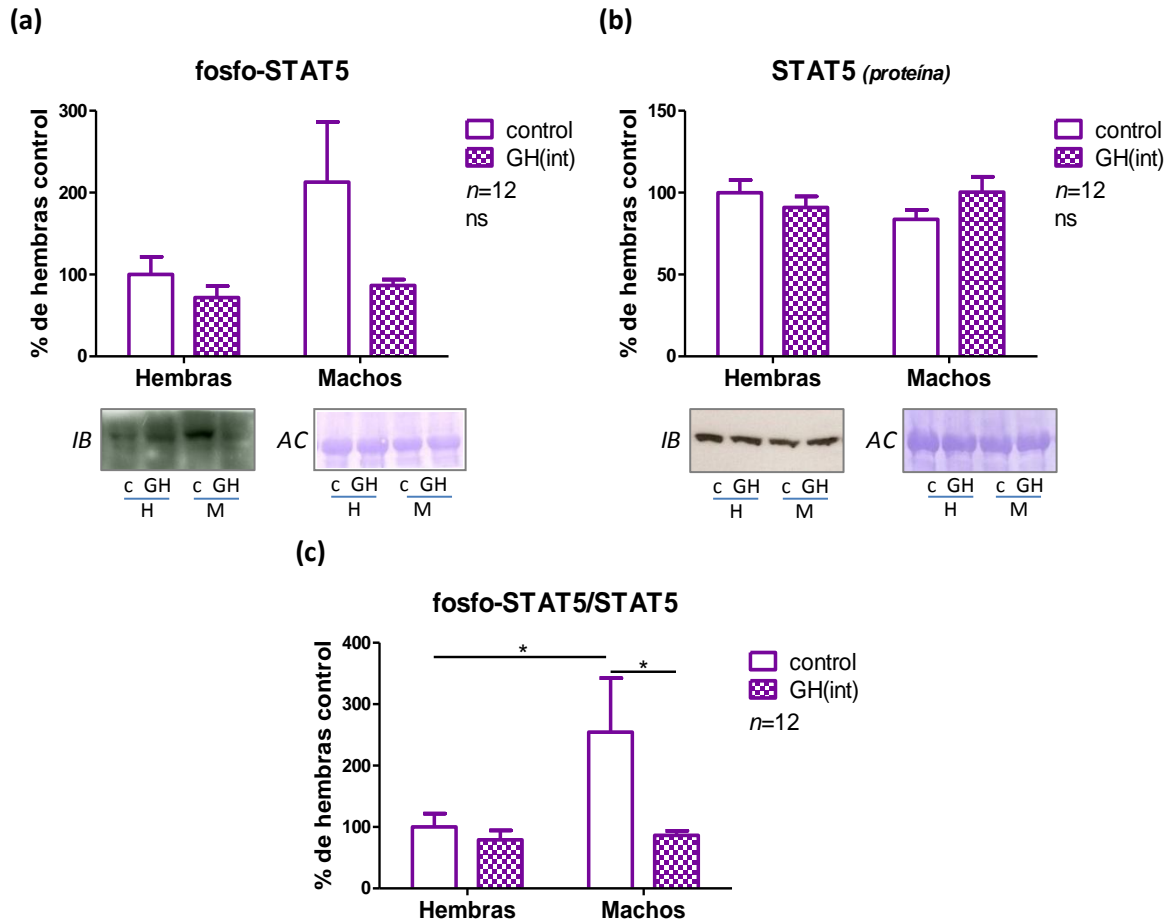 (a)
fosfo-STAT5
% de hembras control
300
200
100
0
Hembras Machos
control
GH(int)
n=12
ns
IB
AC
c GH c GH
H M
c GH c GH
H M
(b)
STAT5 (proteína)
% de hembras control
150
100
50
0
Hembras Machos
control
GH(int)
n=12
ns
IB
AC
c GH c GH
H M
c GH c GH
H M
(c)
fosfo-STAT5/STAT5
% de hembras control
400
300
200
100
0
* *
Hembras Machos
control
GH(int)
n=12